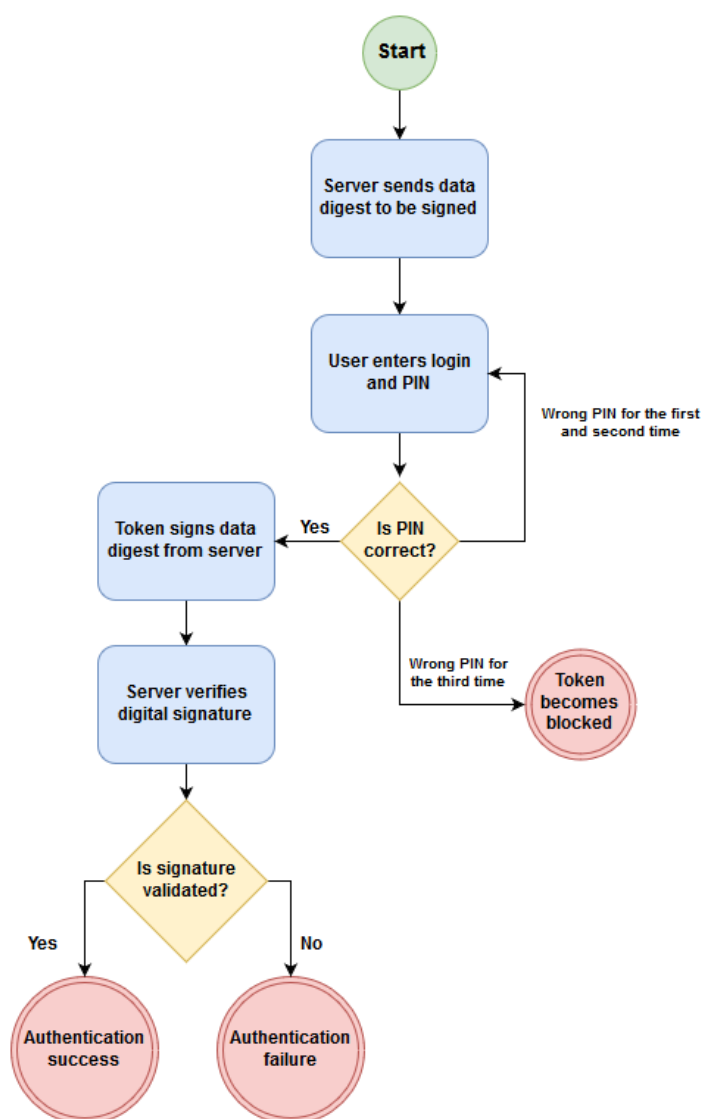 Start
Server sends data
digest to be signed
User enters login
and PIN
Wrong PIN for the first
and second time
Is PIN
correct?
Yes
Token signs data
digest from server
Wrong PIN for
the third time
Token
becomes
blocked
Server verifies
digital signature
Is signature
validated?
Yes
No
Authentication
success
Authentication
failure